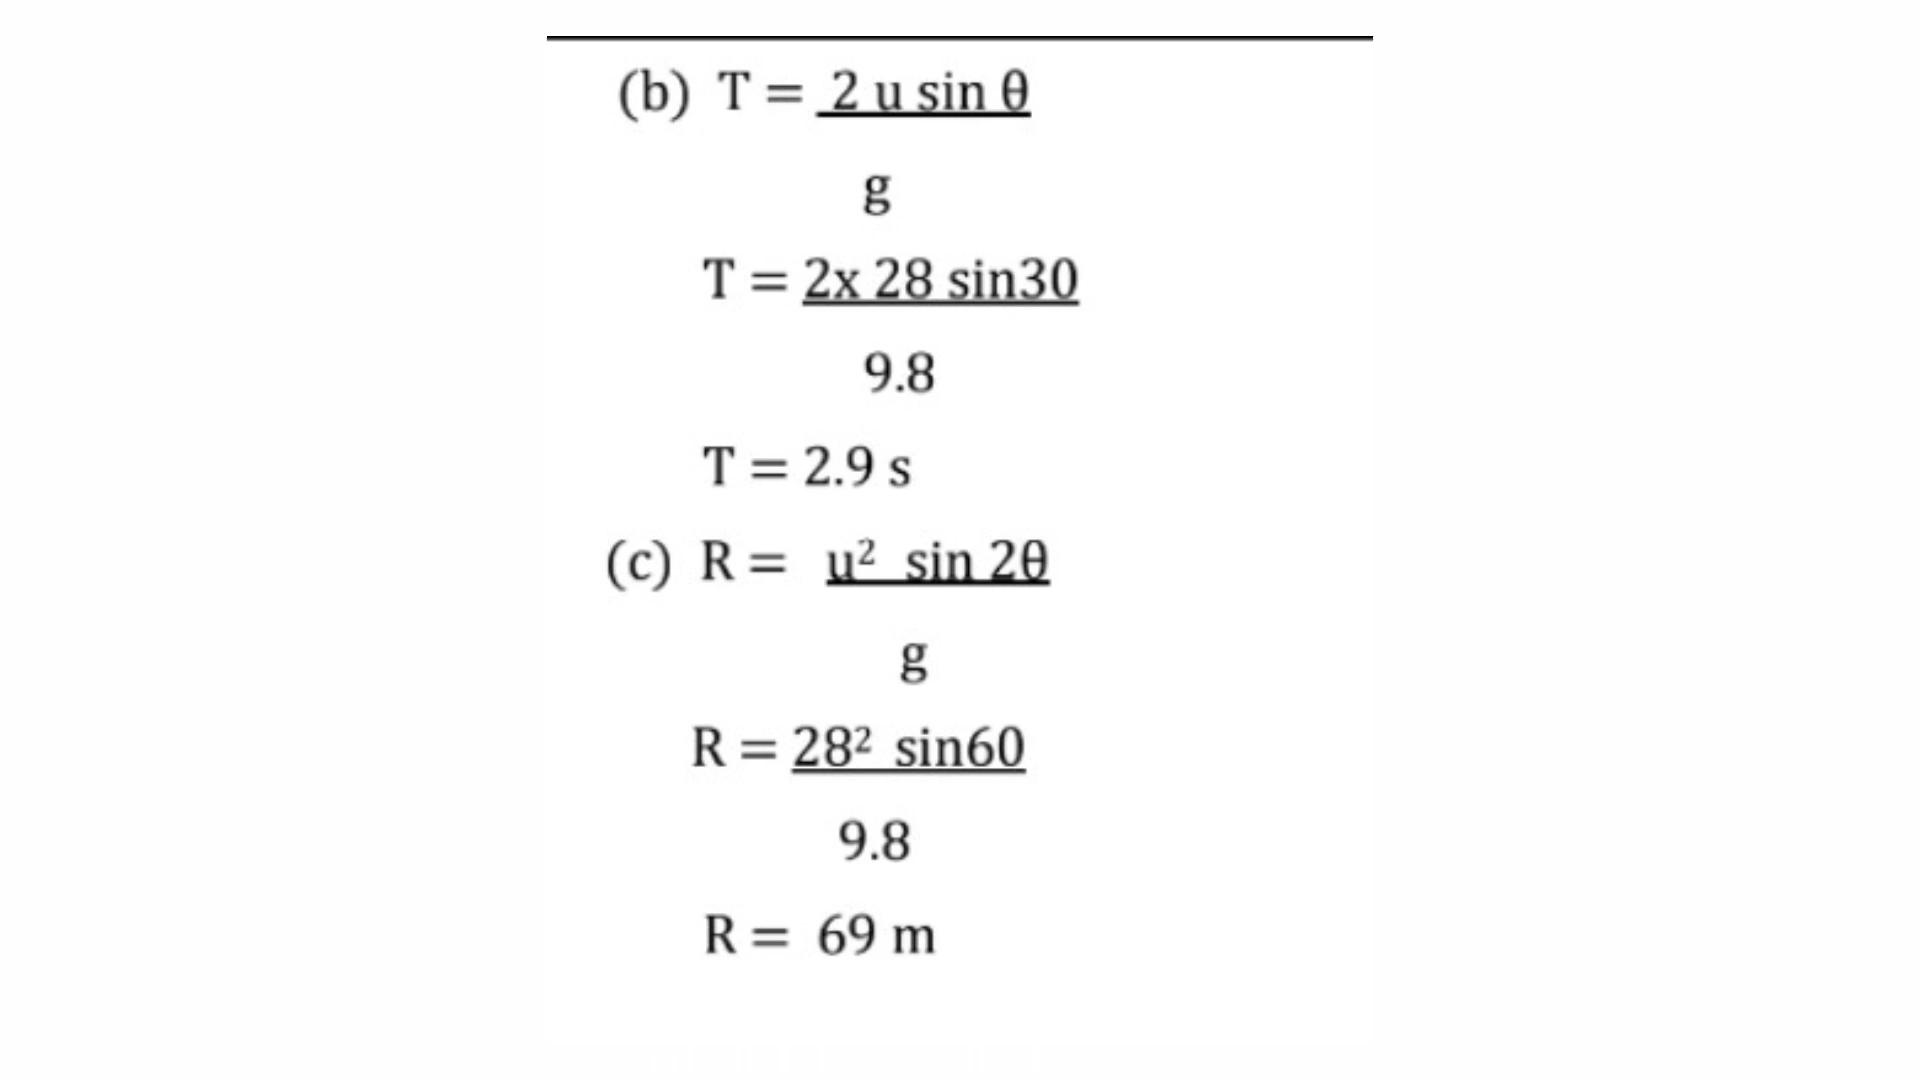 (b) T = 2 u sin θ
g
T = 2x 28 sin30
9.8
T = 2.9 s
(c) R = u² sin 2θ
g
R = 28² sin60
9.8
R = 69 m